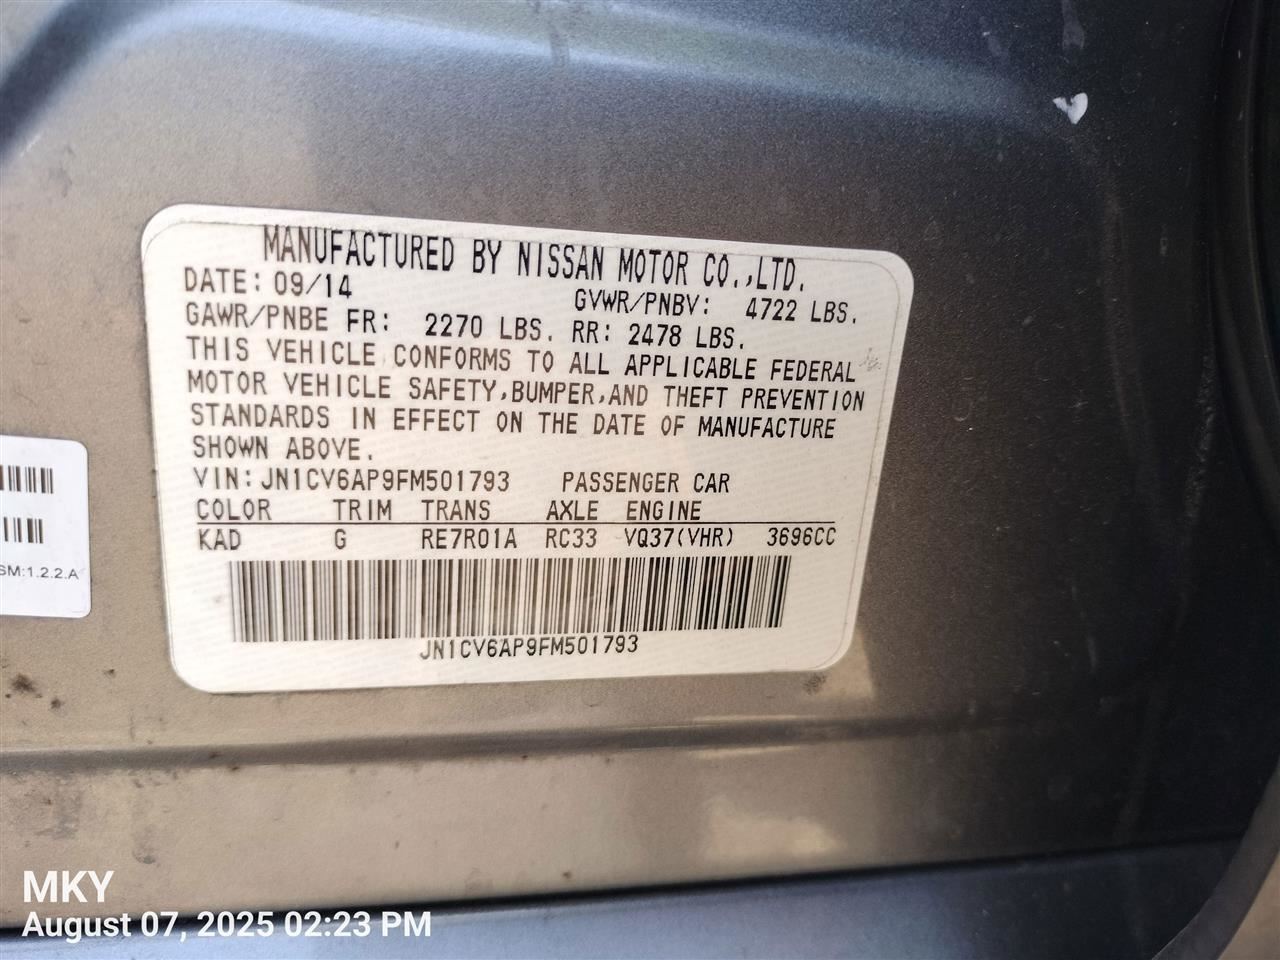 MANUFACTURED BY NISSAN MOTOR CO.,LTD.
DATE: 09/14 GVWR/PNBV: 4722 LBS.
GAWR/PNBE FR: 2270 LBS. RR: 2478 LBS.
THIS VEHICLE CONFORMS TO ALL APPLICABLE FEDERAL
MOTOR VEHICLE SAFETY,BUMPER,AND THEFT PREVENTION
STANDARDS IN EFFECT ON THE DATE OF MANUFACTURE
SHOWN ABOVE.
VIN:JN1CV6AP9FM501793 PASSENGER CAR
COLOR TRIM TRANS AXLE ENGINE
KAD G RE7R01A RC33 VQ37(VHR) 3696CC
JN1CV6AP9FM501793
SM:1.2.2.A
MKY
August 07, 2025 02:23 PM